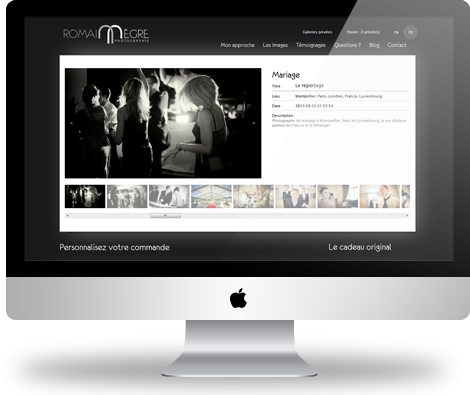 ROMAIN MEGRE
PHOTOGRAPHIE
Galeries privées
Panier: 0 article(s)
EN
FR
Mon approche Les Images Témoignages Questions ? Blog Contact
Mariage
Titre : Le reportage
Lieu : Montpellier, Paris, Londres, France, Luxembourg
Date : 2010-08-22 01:55:54
Description :
Photographe de mariage à Montpellier, Paris et Luxembourg, je me déplace
partout en France et à l'étranger
Personnalisez votre commande
Le cadeau original